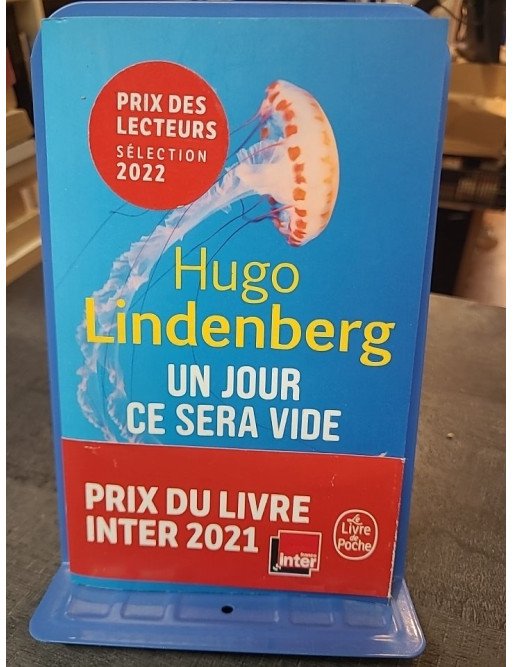 PRIX DES
LECTEURS
SÉLECTION
2022
Hugo
Lindenberg
UN JOUR
CE SERA VIDE
PRIX DU LIVRE
INTER 2021
france
inter
Le
Livre
de
Poche